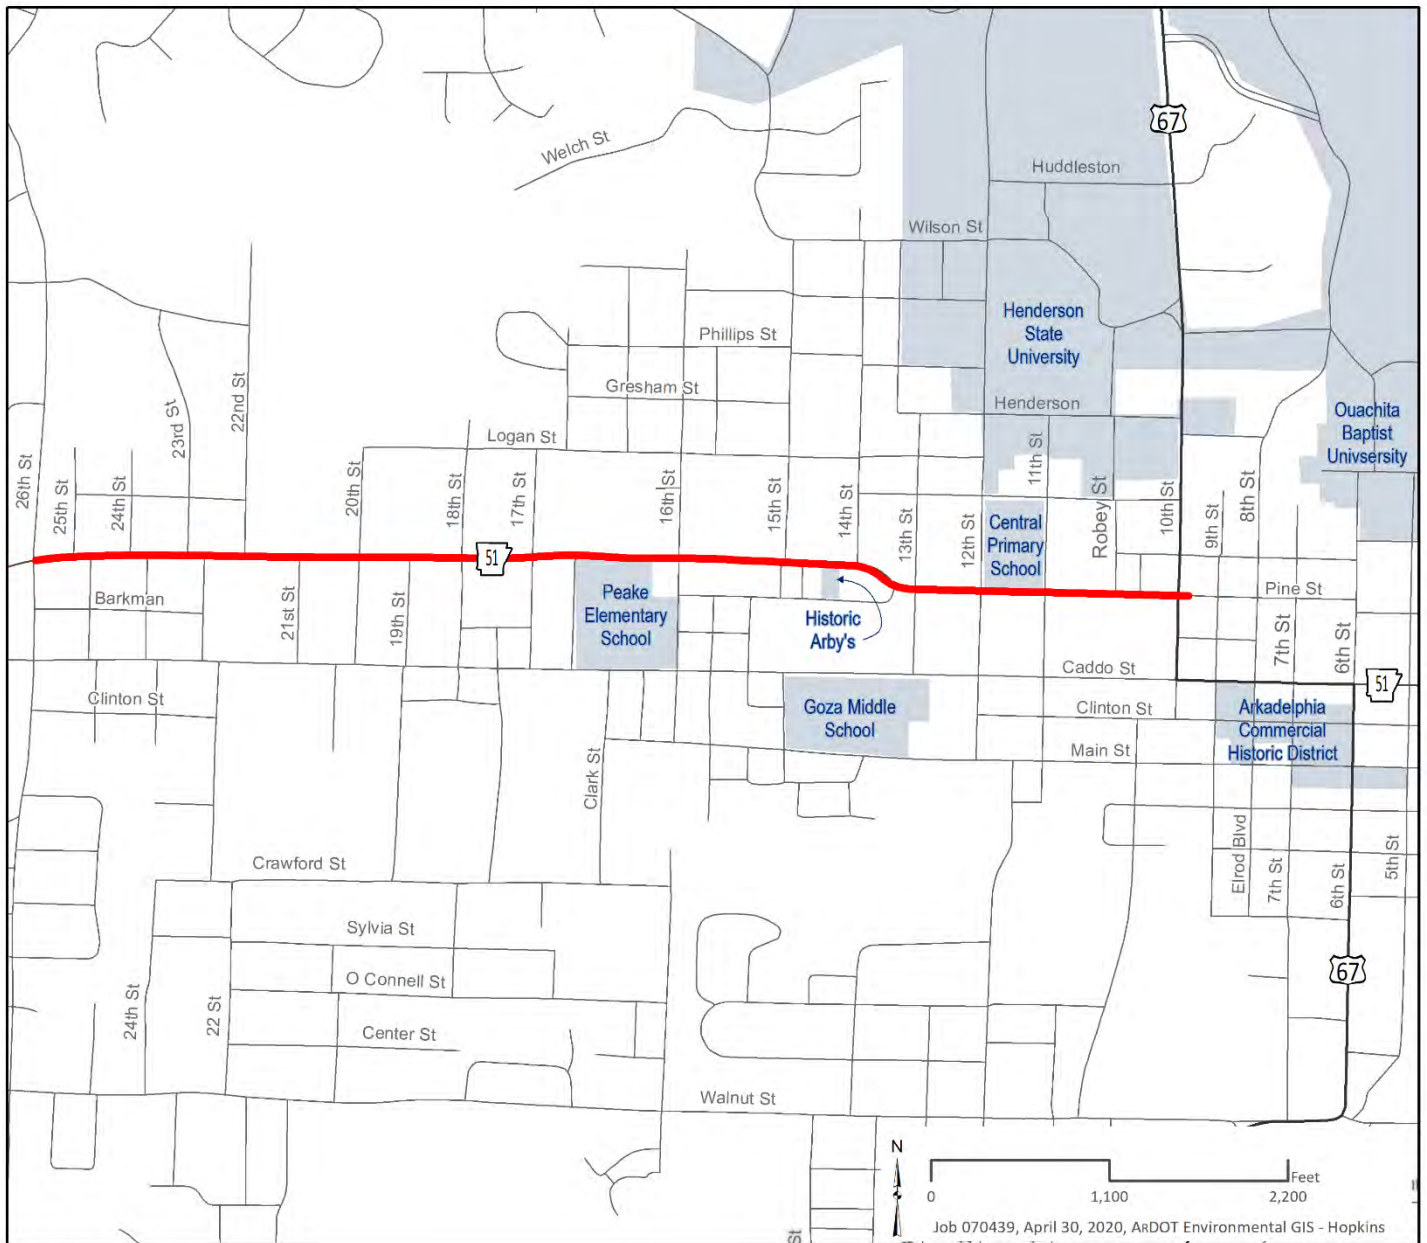 67
Welch St
Huddleston
Wilson St
Henderson
State
University
Phillips St
Gresham St
22nd St
23rd St
Henderson
Ouachita
Baptist
Univsersity
Logan St
11th St
26th St
25th St
24th St
20th St
18th St
17th St
16th St
15th St
14th St
13th St
12th St
Central
Primary
School
Robey St
10th St
9th St
8th St
51
Pine St
Barkman
21st St
19th St
Peake
Elementary
School
Historic
Arby's
7th St
6th St
Caddo St
51
Clinton St
Goza Middle
School
Clinton St
Arkadelphia
Commercial
Historic District
Main St
Clark St
Crawford St
Elrod Blvd
7th St
6th St
5th St
Sylvia St
O Connell St
67
24th St
22 St
Center St
Walnut St
N
Feet
0
1,100
2,200
St
Job 070439, April 30, 2020, ARDOT Environmental GIS - Hopkins